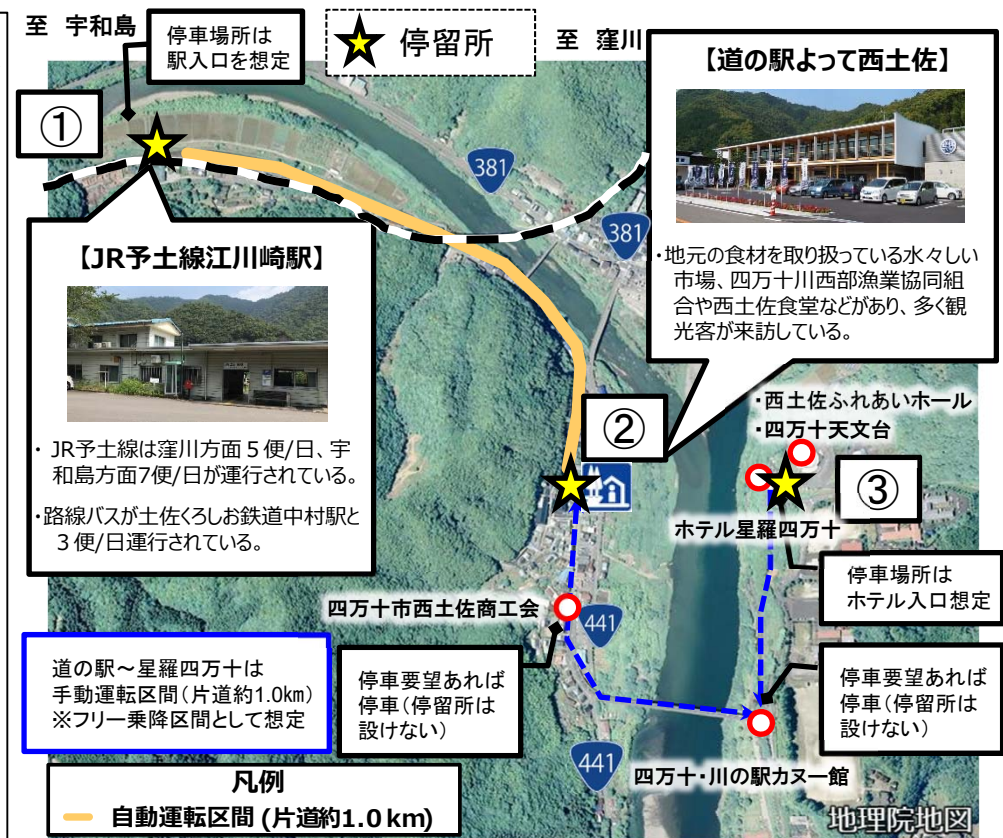 至 宇和島
停車場所は
駅入口を想定
停留所
至 窪川
①
381
381
【道の駅よって西土佐】
・地元の食材を取り扱っている水々しい
市場、四万十川西部漁業協同組
合や西土佐食堂などがあり、多く観
光客が来訪している。
【JR予土線江川崎駅】
・ JR予土線は窪川方面５便/日、宇
和島方面7便/日が運行されている。
・路線バスが土佐くろしお鉄道中村駅と
３便/日運行されている。
②
・西土佐ふれあいホール
・四万十天文台
③
ホテル星羅四万十
停車場所は
ホテル入口想定
四万十市西土佐商工会
441
道の駅～星羅四万十は
手動運転区間（片道約1.0㎞）
※フリー乗降区間として想定
停車要望あれば
停車（停留所は
設けない）
停車要望あれば
停車（停留所は
設けない）
441
四万十・川の駅カヌー館
凡例
自動運転区間 (片道約1.0 km)
地理院地図